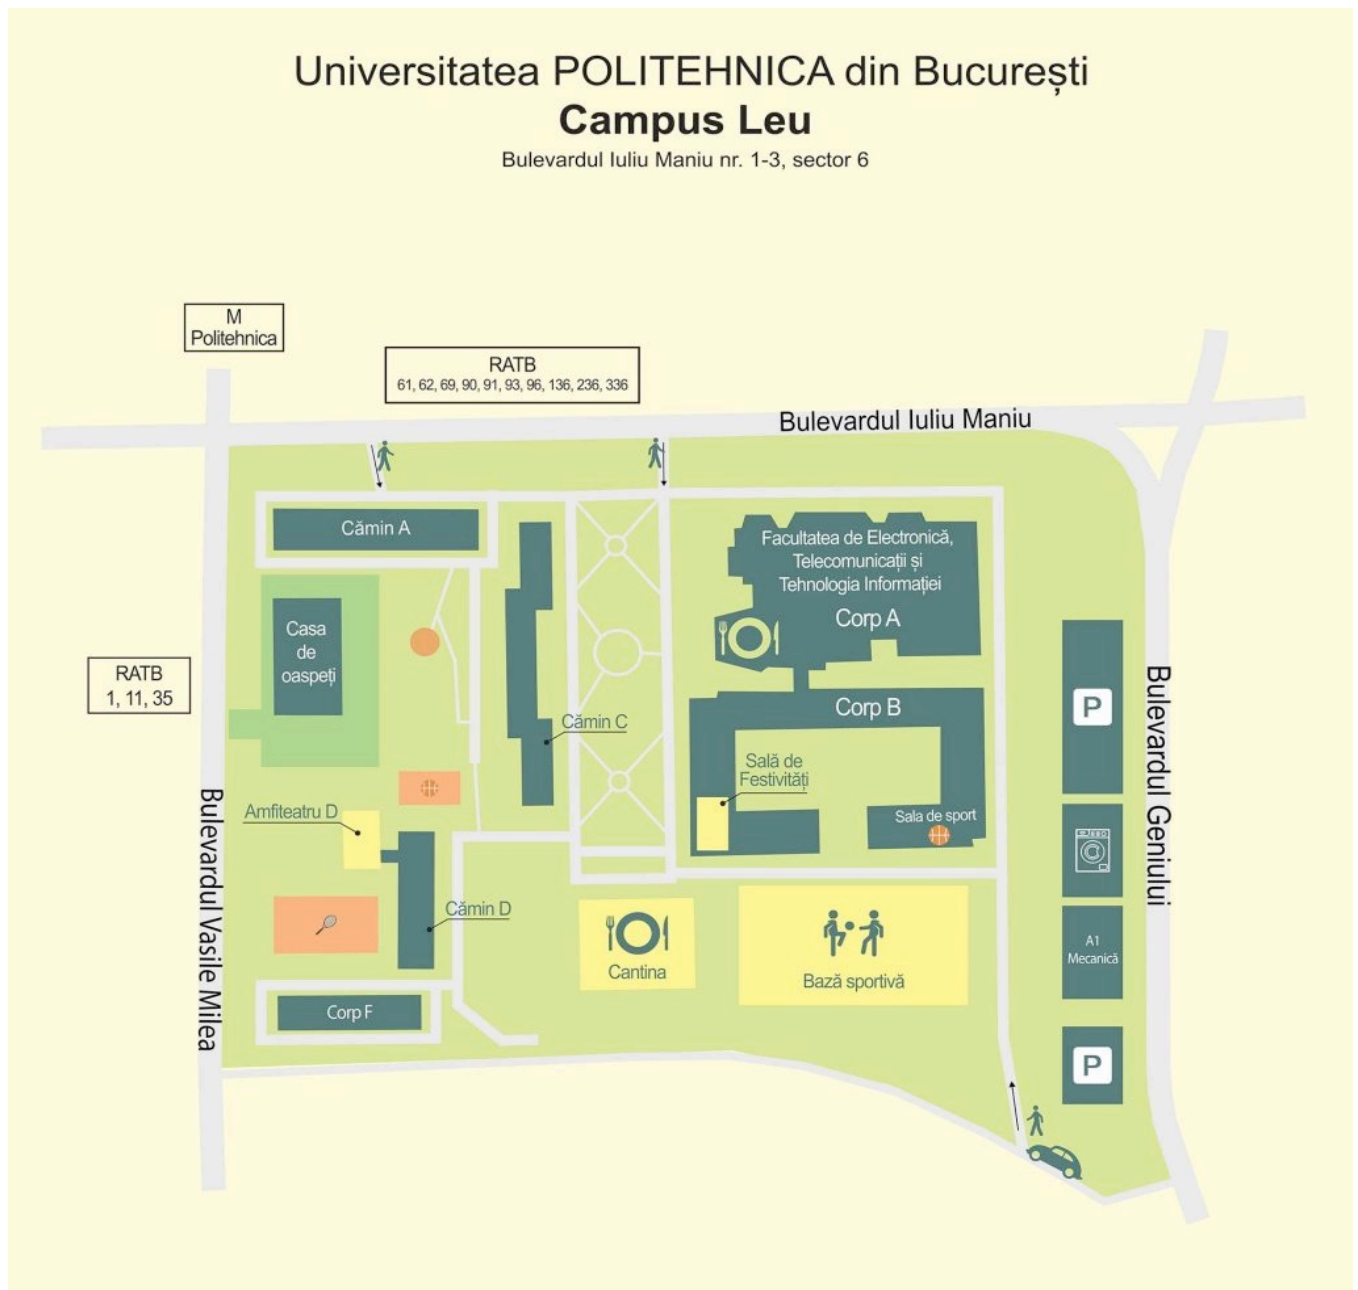 Universitatea POLITEHNICA din București
Campus Leu
Bulevardul Iuliu Maniu nr. 1-3, sector 6
M
Politehnica
RATB
61, 62, 69, 90, 91, 93, 96, 136, 236, 336
Bulevardul Iuliu Maniu
Cămin A
Facultatea de Electronică,
Telecomunicații și
Tehnologia Informației
Corp A
Casa
de
oaspeți
RATB
1, 11, 35
Cămin C
Corp B
P
Bulevardul Geniului
Sală de
Festivități
Amfiteatru D
Sala de sport
Bulevardul Vasile Milea
Cămin D
A1
Mecanică
Cantina
Bază sportivă
Corp F
P